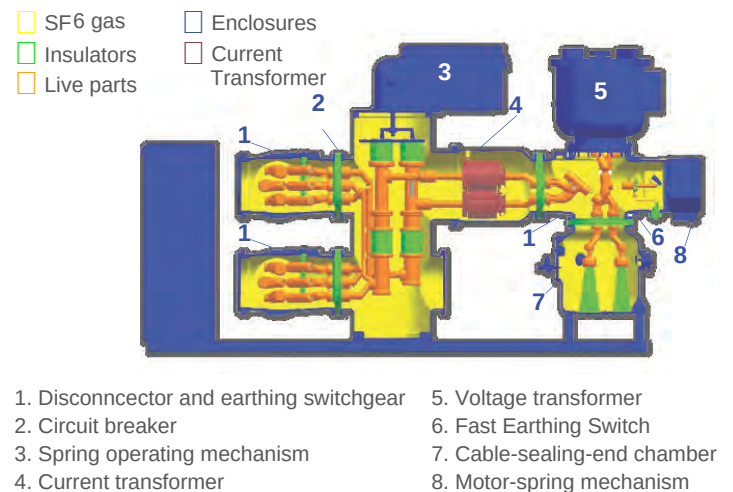 SF6 gas
Enclosures
Insulators
Current
Transformer
Live parts
3
5
2
4
1
1
1
6
8
7
1. Disconncector and earthing switchgear
2. Circuit breaker
3. Spring operating mechanism
4. Current transformer
5. Voltage transformer
6. Fast Earthing Switch
7. Cable-sealing-end chamber
8. Motor-spring mechanism